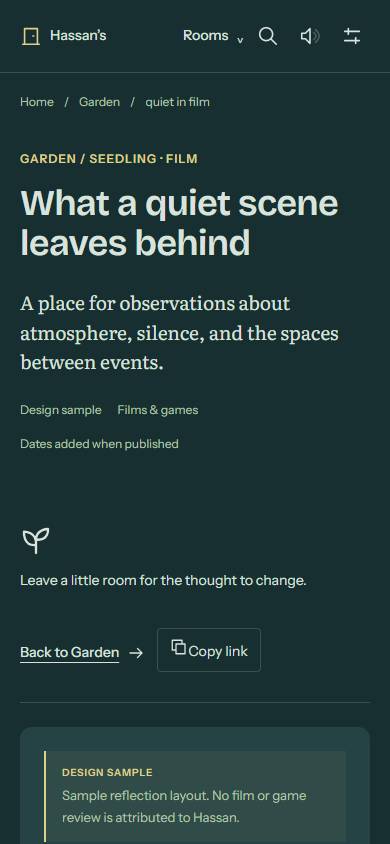 Hassan's
Rooms
Home / Garden / quiet in film
GARDEN / SEEDLING · FILM
What a quiet scene
leaves behind
A place for observations about
atmosphere, silence, and the spaces
between events.
Design sample Films & games
Dates added when published
Leave a little room for the thought to change.
Back to Garden → Copy link
DESIGN SAMPLE
Sample reflection layout. No film or game
review is attributed to Hassan.